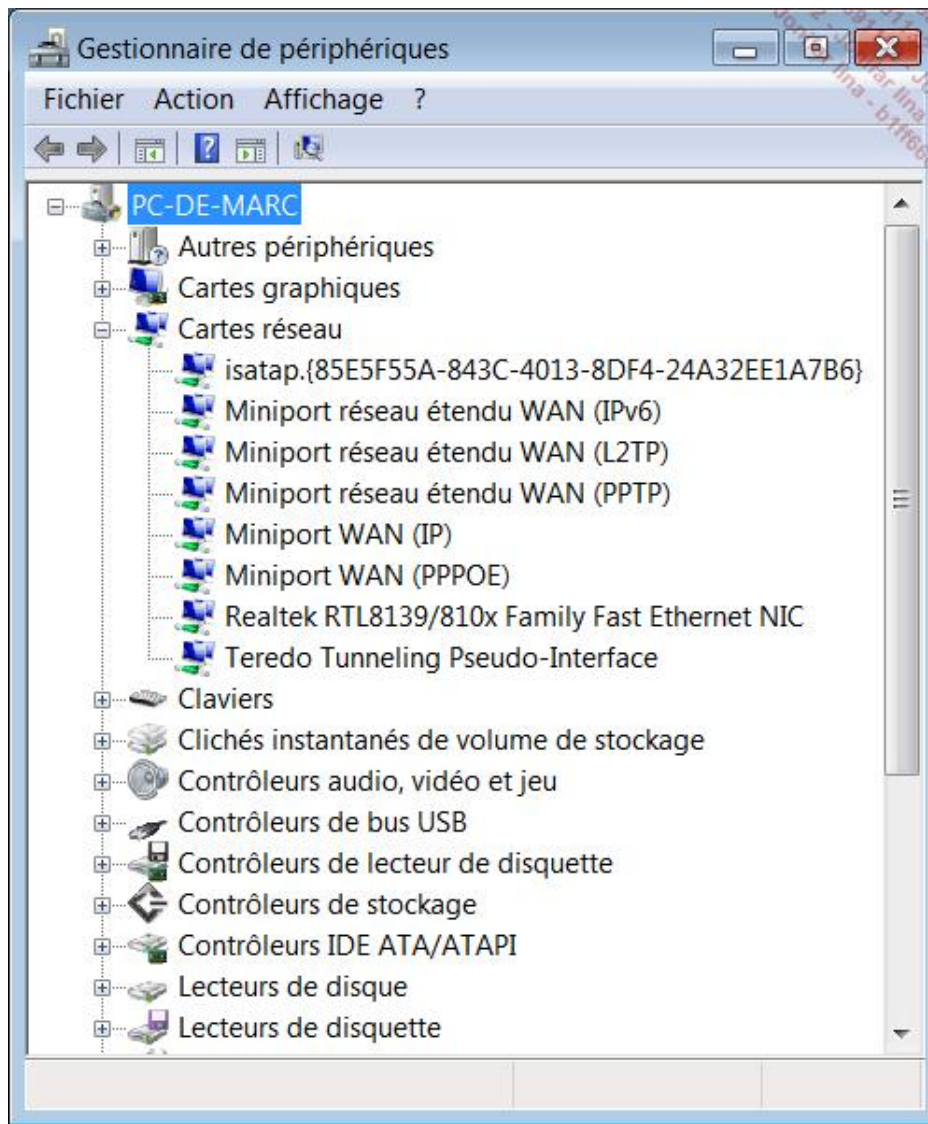 Gestionnaire de périphériques
Fichier Action Affichage ?
PC-DE-MARC
Autres périphériques
Cartes graphiques
Cartes réseau
isatap.{85E5F55A-843C-4013-8DF4-24A32EE1A7B6}
Miniport réseau étendu WAN (IPv6)
Miniport réseau étendu WAN (L2TP)
Miniport réseau étendu WAN (PPTP)
Miniport WAN (IP)
Miniport WAN (PPPOE)
Realtek RTL8139/810x Family Fast Ethernet NIC
Teredo Tunneling Pseudo-Interface
Claviers
Clichés instantanés de volume de stockage
Contrôleurs audio, vidéo et jeu
Contrôleurs de bus USB
Contrôleurs de lecteur de disquette
Contrôleurs de stockage
Contrôleurs IDE ATA/ATAPI
Lecteurs de disque
Lecteurs de disquette